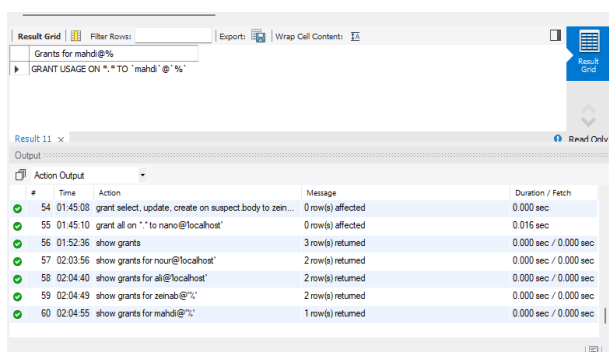 Result Grid Filter Rows: Export: Wrap Cell Content: IA
Grants for mahdi@%
GRANT USAGE ON *.* TO `mahdi`@`%`
Result Grid
Result 11 × Read Only
Output
Action Output
# Time Action Message Duration / Fetch
54 01:45:08 grant select, update, create on suspect.body to zein... 0 row(s) affected 0.000 sec
55 01:45:10 grant all on *.* to nano@'localhost' 0 row(s) affected 0.016 sec
56 01:52:36 show grants 3 row(s) returned 0.000 sec / 0.000 sec
57 02:03:56 show grants for nour@'localhost' 2 row(s) returned 0.000 sec / 0.000 sec
58 02:04:40 show grants for ali@'localhost' 2 row(s) returned 0.000 sec / 0.000 sec
59 02:04:49 show grants for zeinab@'%' 2 row(s) returned 0.000 sec / 0.000 sec
60 02:04:55 show grants for mahdi@'%' 1 row(s) returned 0.000 sec / 0.000 sec